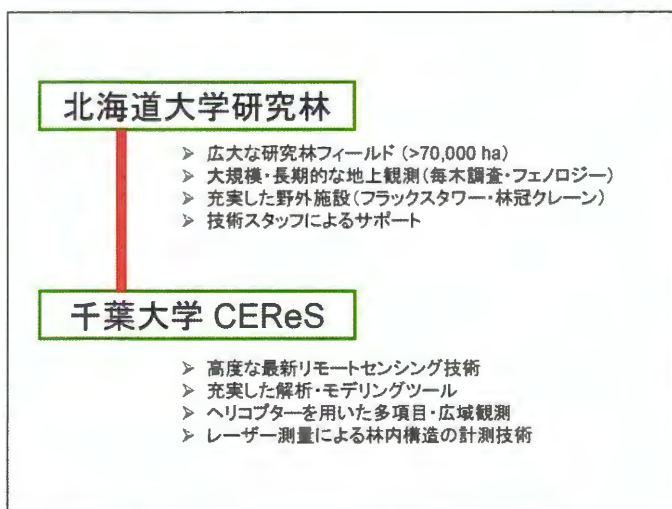 北海道大学研究林
➢ 広大な研究林フィールド (>70,000 ha)
➢ 大規模・長期的な地上観測(毎木調査・フェノロジー)
➢ 充実した野外施設(フラックスタワー・林冠クレーン)
➢ 技術スタッフによるサポート
千葉大学 CEReS
➢ 高度な最新リモートセンシング技術
➢ 充実した解析・モデリングツール
➢ ヘリコプターを用いた多項目・広域観測
➢ レーザー測量による林内構造の計測技術